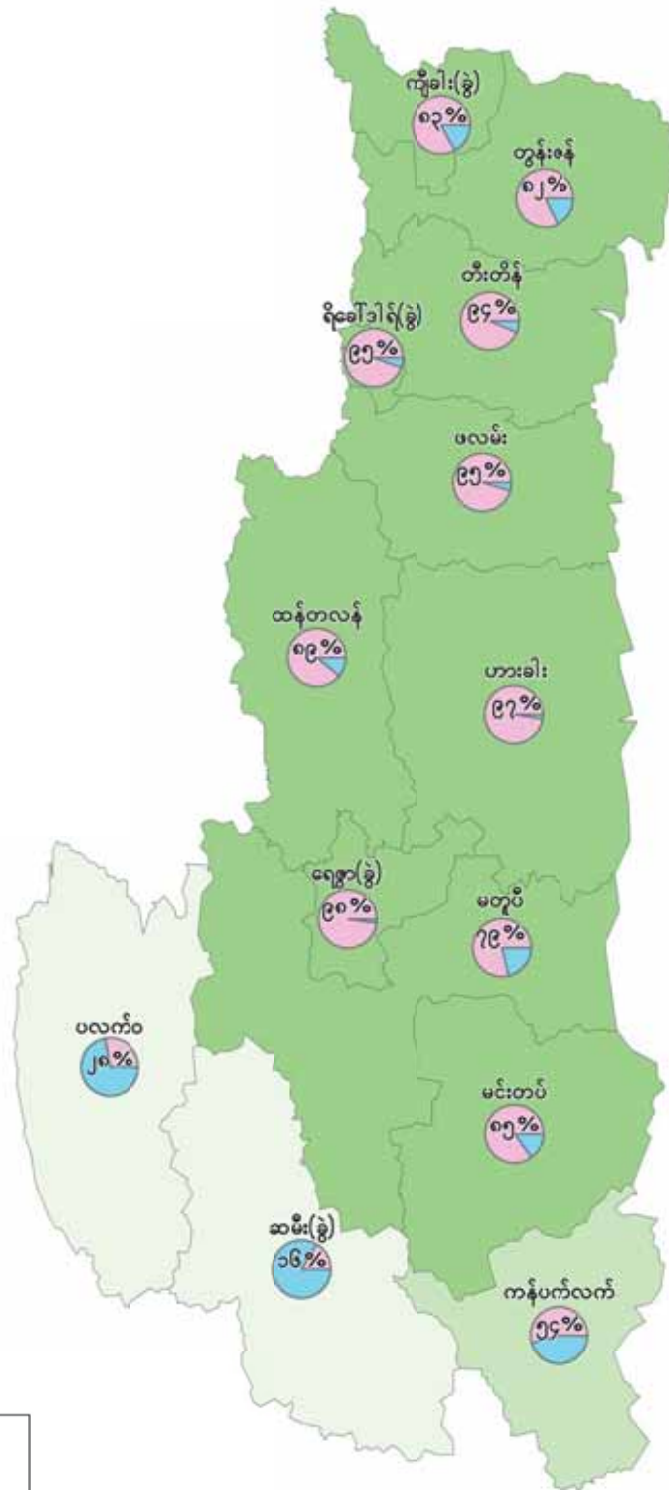 ကျီခါး(ခွဲ)
၈၃%
တွန်းဇန်
၈၂%
တီးတိန်
၉၄%
ရိခေါ်ဒါရ်(ခွဲ)
၉၅%
ဖလမ်း
၉၅%
ထန်တလန်
၈၉%
ဟားခါး
၉၇%
ရေဇွာ(ခွဲ)
၉၈%
မတူပီ
၇၉%
ပလက်ဝ
၂၈%
မင်းတပ်
၈၅%
ဆမီး(ခွဲ)
၁၆%
ကန်ပက်လက်
၅၄%